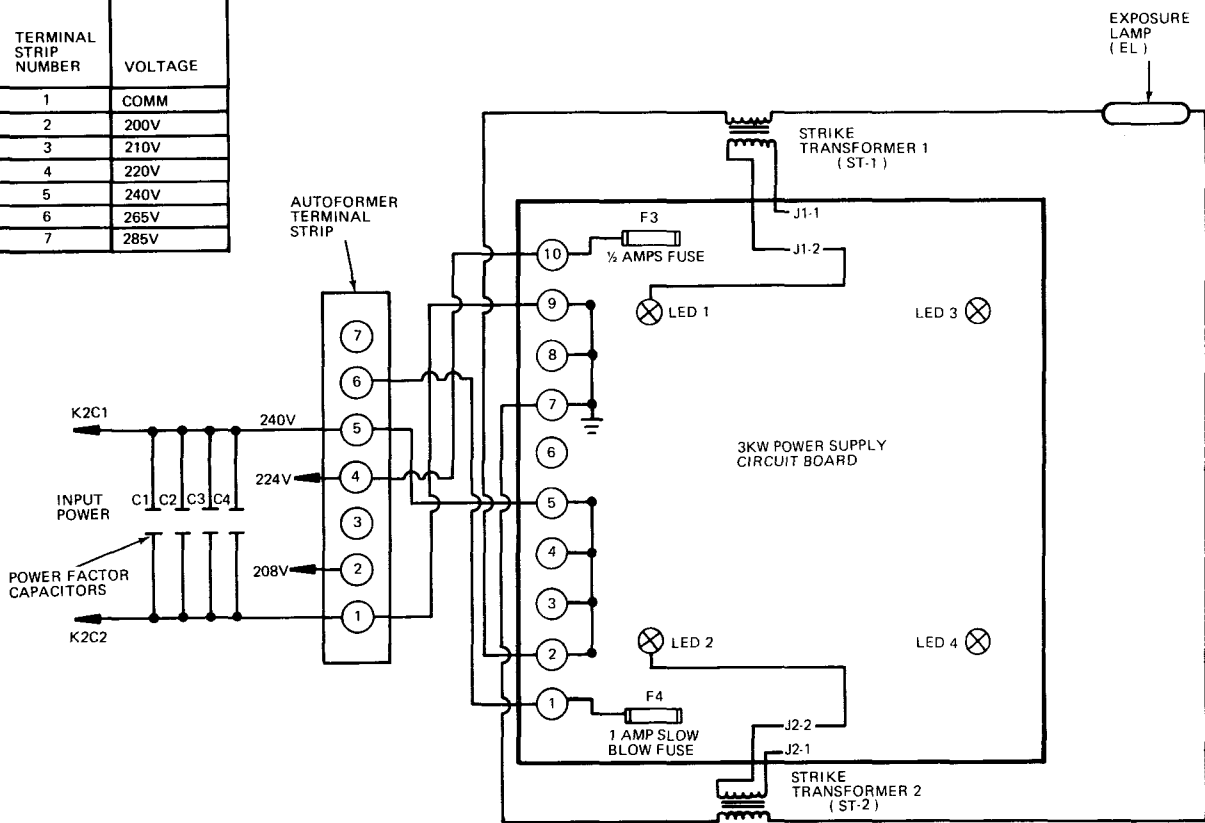 TERMINAL
STRIP
NUMBER
VOLTAGE
1 COMM
2 200V
3 210V
4 220V
5 240V
6 265V
7 285V
EXPOSURE
LAMP
( EL )
STRIKE
TRANSFORMER 1
( ST-1 )
AUTOFORMER
TERMINAL
STRIP
F3
½ AMPS FUSE
J1-1
J1-2
LED 1
LED 3
10
9
8
7
6
5
4
3
2
1
7
6
5
4
3
2
1
K2C1
240V
224V
208V
INPUT
POWER
C1 C2 C3 C4
POWER FACTOR
CAPACITORS
K2C2
3KW POWER SUPPLY
CIRCUIT BOARD
LED 2
LED 4
F4
1 AMP SLOW
BLOW FUSE
J2-2
J2-1
STRIKE
TRANSFORMER 2
( ST-2 )